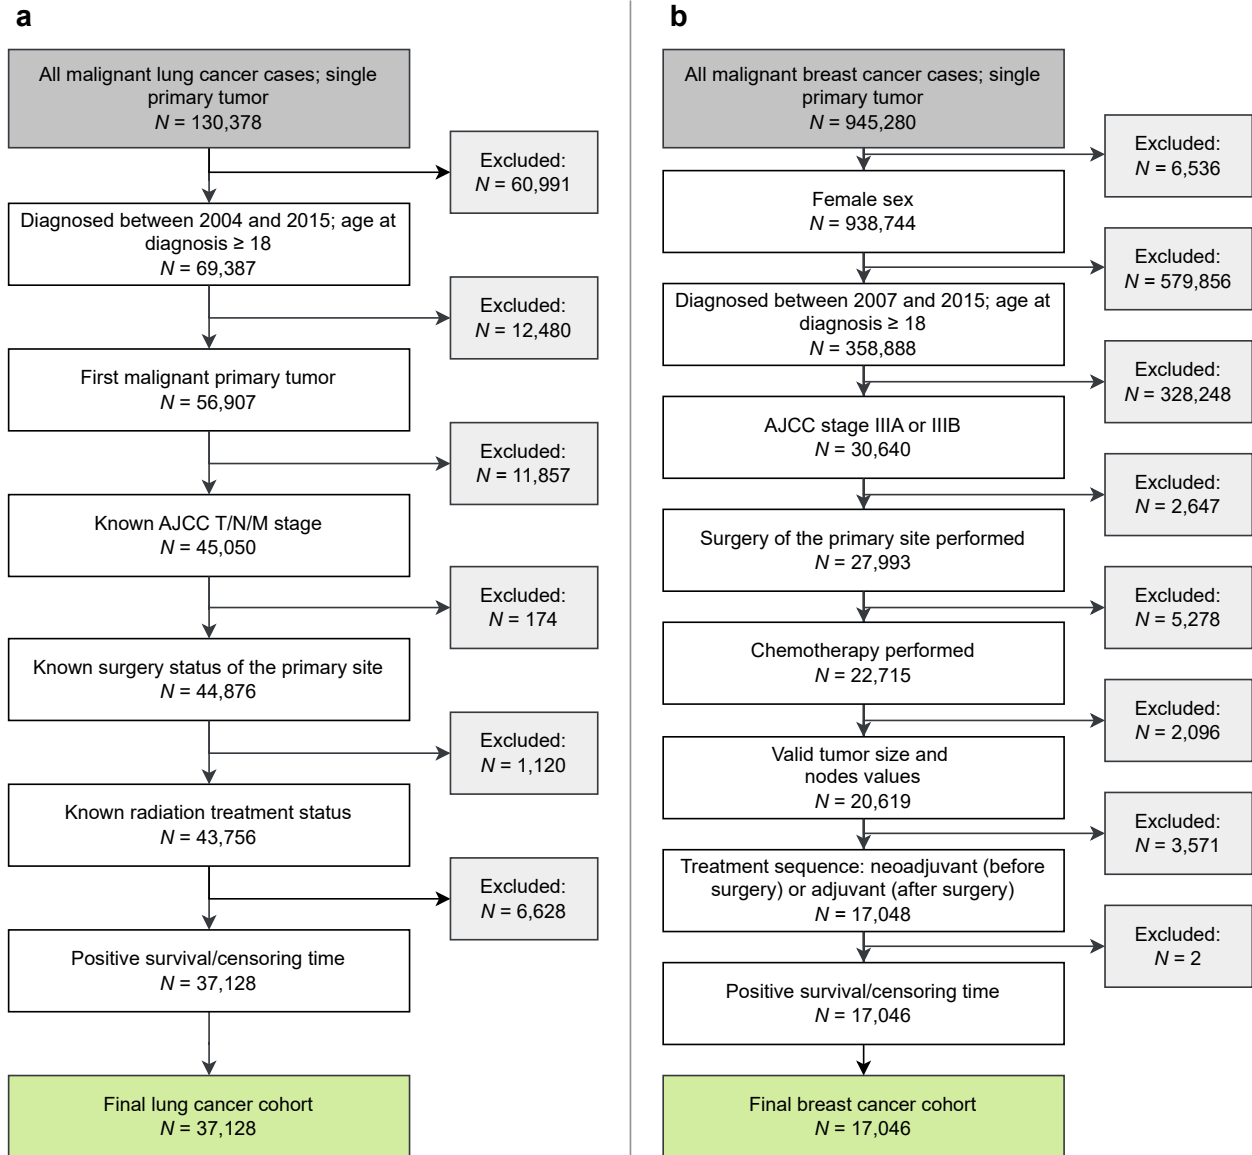 a
All malignant lung cancer cases; single
primary tumor
N = 130,378
Excluded:
N = 60,991
Diagnosed between 2004 and 2015; age at
diagnosis ≥ 18
N = 69,387
Excluded:
N = 12,480
First malignant primary tumor
N = 56,907
Excluded:
N = 11,857
Known AJCC T/N/M stage
N = 45,050
Excluded:
N = 174
Known surgery status of the primary site
N = 44,876
Excluded:
N = 1,120
Known radiation treatment status
N = 43,756
Excluded:
N = 6,628
Positive survival/censoring time
N = 37,128
Final lung cancer cohort
N = 37,128
b
All malignant breast cancer cases; single
primary tumor
N = 945,280
Excluded:
N = 6,536
Female sex
N = 938,744
Excluded:
N = 579,856
Diagnosed between 2007 and 2015; age at
diagnosis ≥ 18
N = 358,888
Excluded:
N = 328,248
AJCC stage IIIA or IIIB
N = 30,640
Excluded:
N = 2,647
Surgery of the primary site performed
N = 27,993
Excluded:
N = 5,278
Chemotherapy performed
N = 22,715
Excluded:
N = 2,096
Valid tumor size and
nodes values
N = 20,619
Excluded:
N = 3,571
Treatment sequence: neoadjuvant (before
surgery) or adjuvant (after surgery)
N = 17,048
Excluded:
N = 2
Positive survival/censoring time
N = 17,046
Final breast cancer cohort
N = 17,046